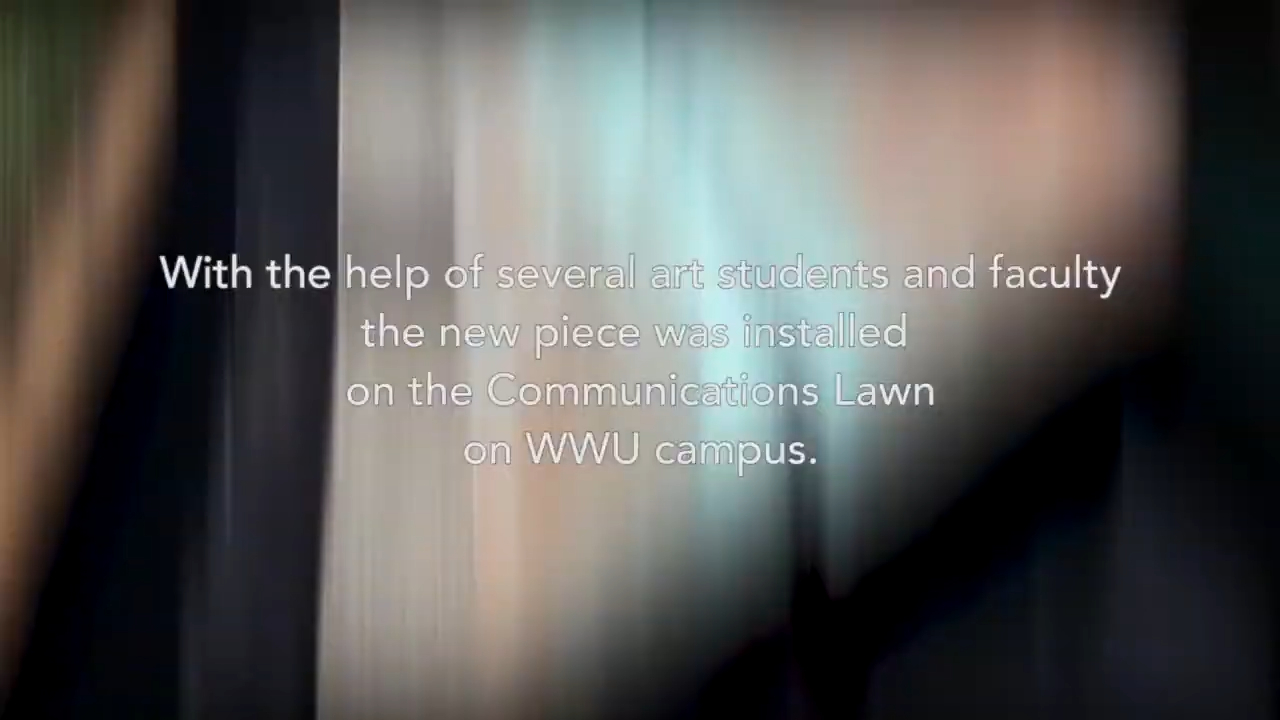 With the help of several art students and faculty
the new piece was installed
on the Communications Lawn
on WWU campus.